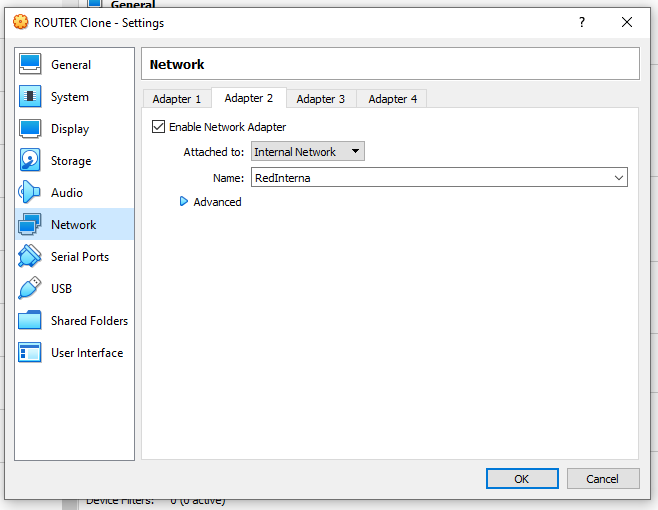 General
ROUTER Clone - Settings
?
General
System
Display
Storage
Audio
Network
Serial Ports
USB
Shared Folders
User Interface
Network
Adapter 1 Adapter 2 Adapter 3 Adapter 4
Enable Network Adapter
Attached to: Internal Network
Name: RedInterna
Advanced
OK Cancel
Device Filters: 0 (0 active)